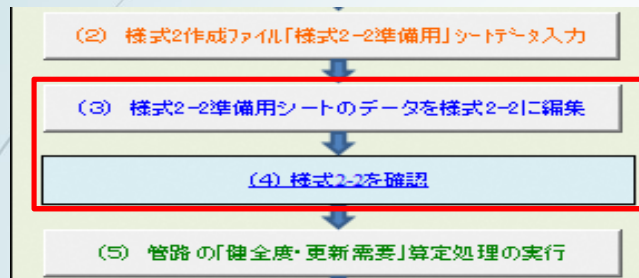 (2) 様式2作成ファイル「様式2-2準備用」シートデータ入力
(3) 様式2-2準備用シートのデータを様式2-2に編集
(4) 様式2-2を確認
(5) 管路の「健全度・更新需要」算定処理の実行